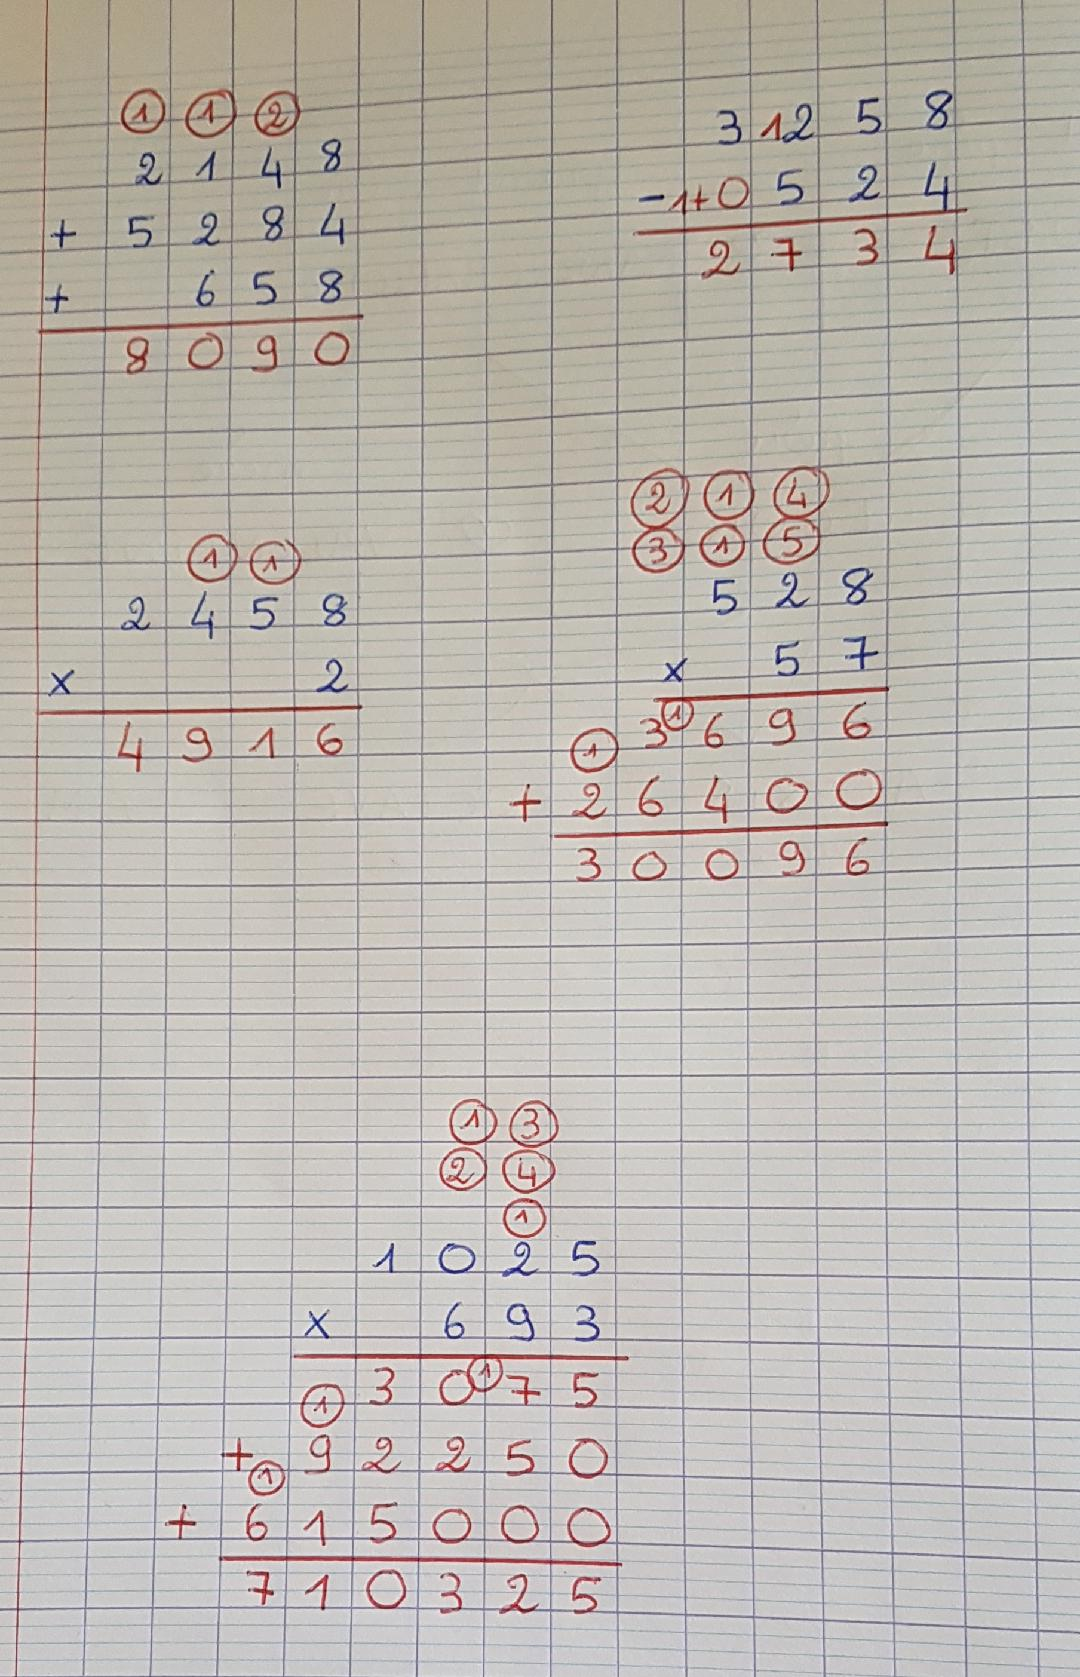 1 1 2
2 1 4 8
+ 5 2 8 4
+ 6 5 8
8 0 9 0
3 12 5 8
- 1+0 5 2 4
2 7 3 4
1 1
2 4 5 8
x 2
4 9 1 6
2 1 4
3 1 5
5 2 8
x 5 7
1 3 1 6 9 6
+ 2 6 4 0 0
3 0 0 9 6
1 3
2 4
1
1 0 2 5
x 6 9 3
1 3 0 1 7 5
+ 9 2 2 5 0
+ 1 6 1 5 0 0 0
7 1 0 3 2 5